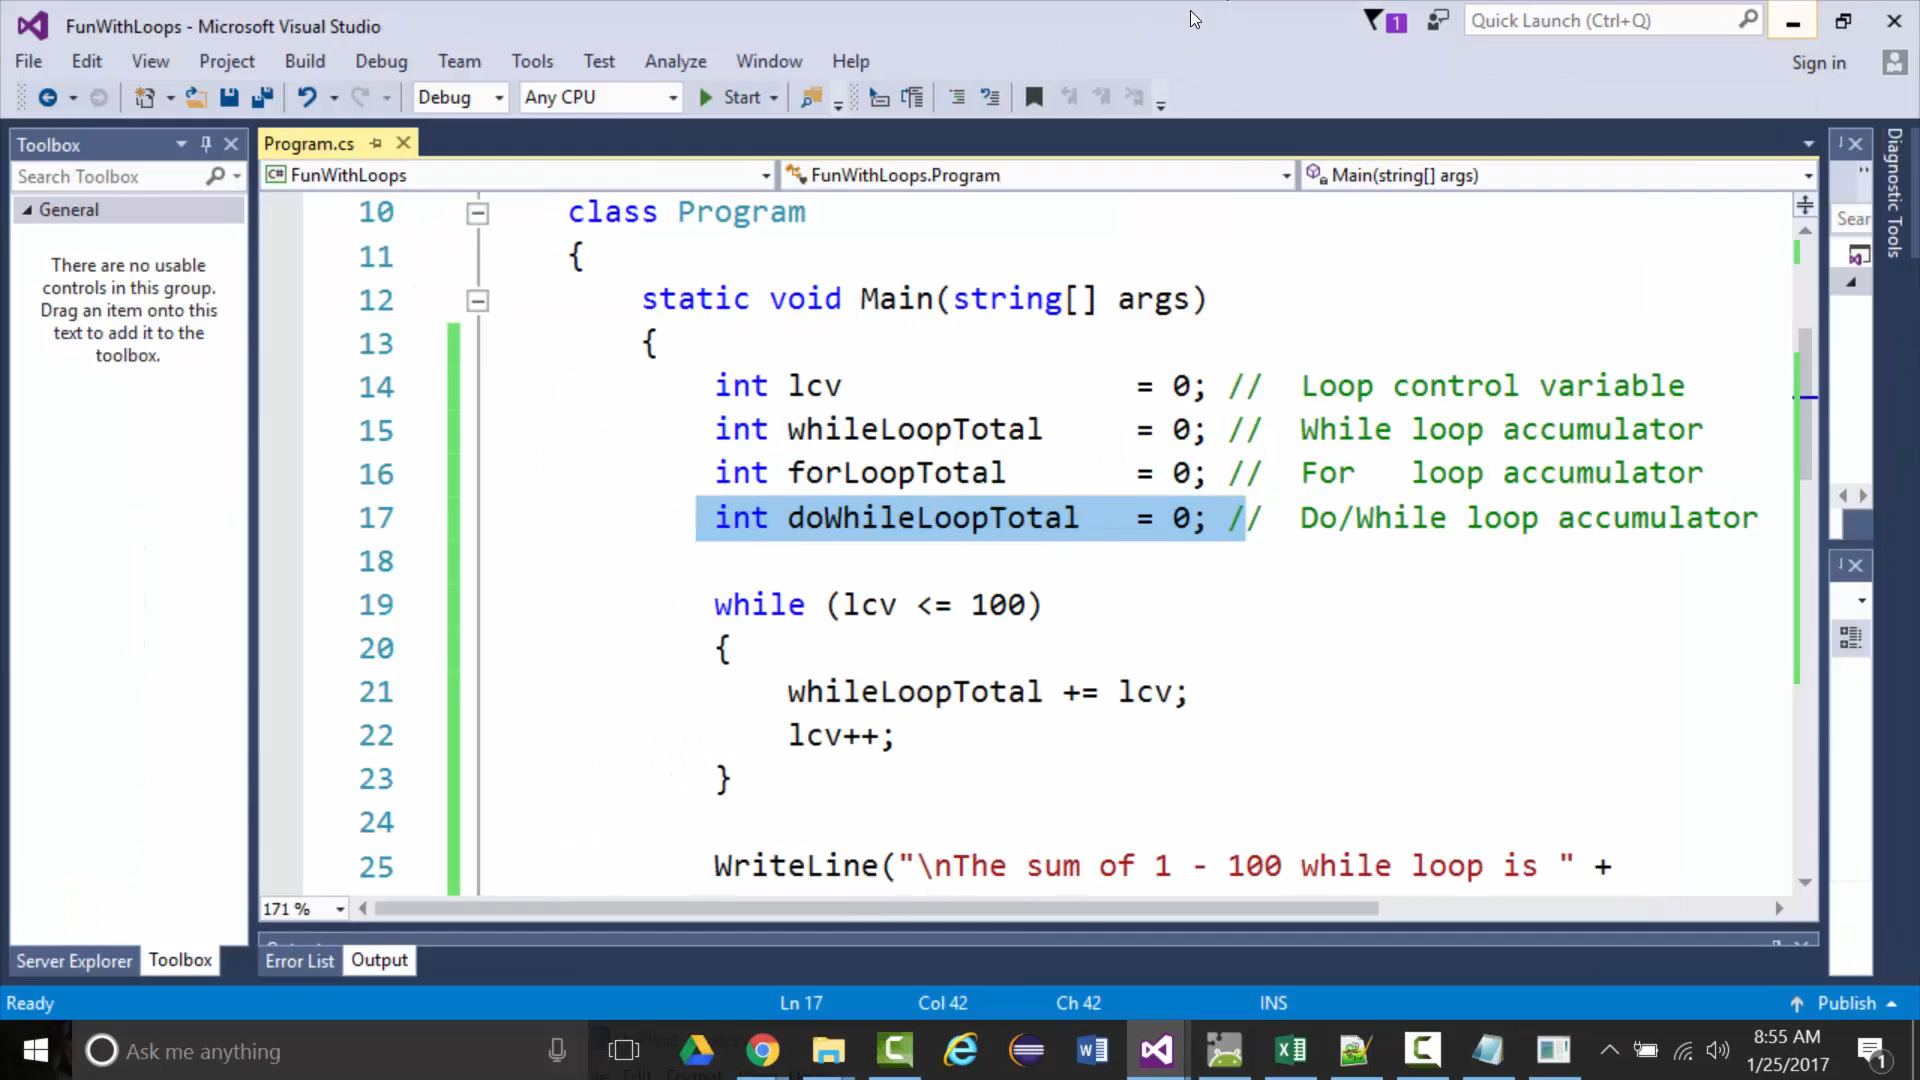 FunWithLoops - Microsoft Visual Studio
1
Quick Launch (Ctrl+Q)
File Edit View Project Build Debug Team Tools Test Analyze Window Help
Sign in
Debug
Any CPU
Start
Toolbox
Search Toolbox
General
There are no usable
controls in this group.
Drag an item onto this
text to add it to the
toolbox.
Program.cs
C# FunWithLoops
FunWithLoops.Program
Main(string[] args)
10 class Program
11 {
12 static void Main(string[] args)
13 {
14 int lcv = 0; // Loop control variable
15 int whileLoopTotal = 0; // While loop accumulator
16 int forLoopTotal = 0; // For loop accumulator
17 int doWhileLoopTotal = 0; // Do/While loop accumulator
18
19 while (lcv <= 100)
20 {
21 whileLoopTotal += lcv;
22 lcv++;
23 }
24
25 WriteLine("\nThe sum of 1 - 100 while loop is " +
171 %
Sear
Diagnostic Tools
Server Explorer
Toolbox
Error List
Output
Ready
Ln 17
Col 42
Ch 42
INS
Publish
Ask me anything
8:55 AM
1/25/2017
1